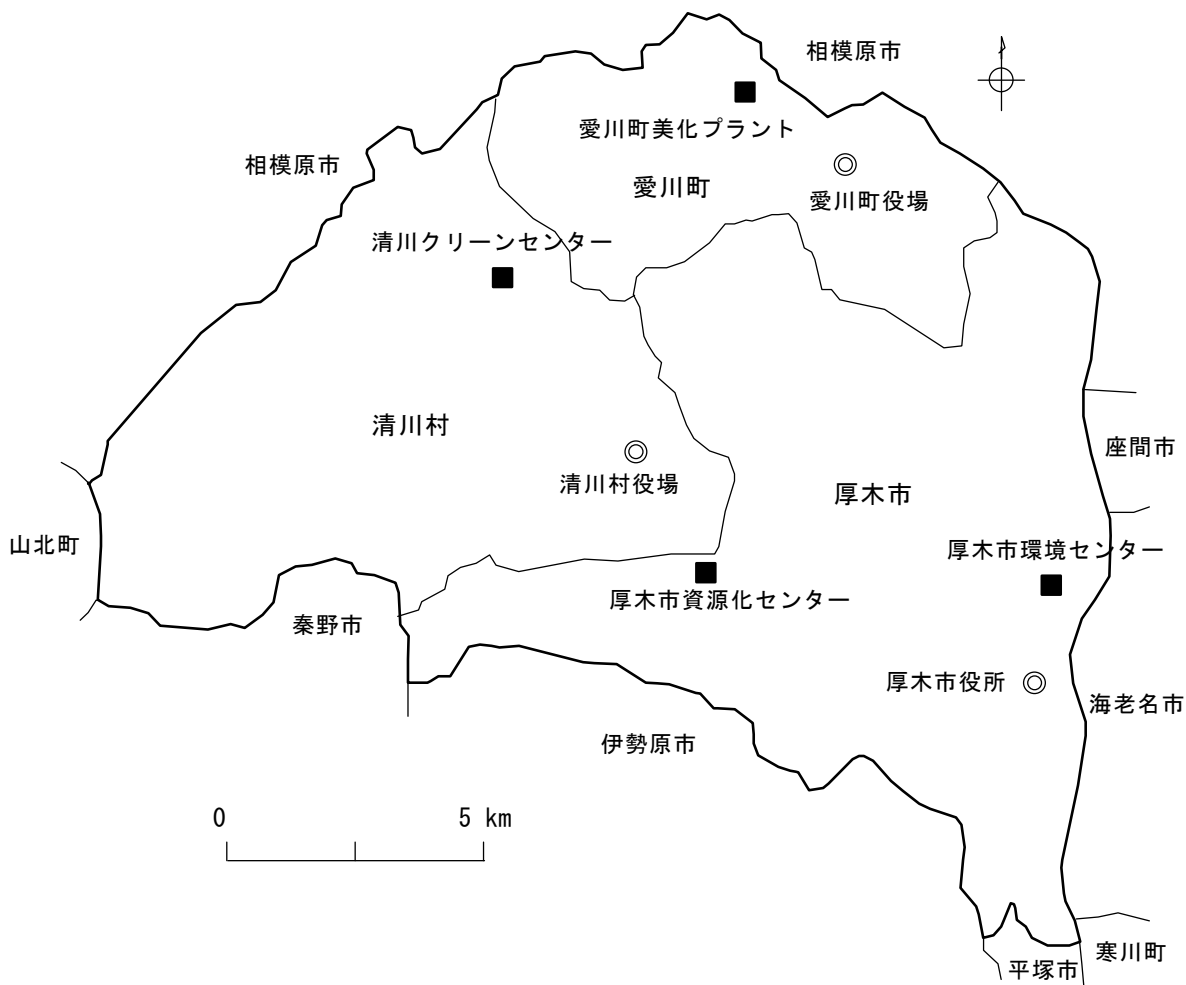 相模原市
愛川町美化プラント
相模原市
愛川町
愛川町役場
清川クリーンセンター
清川村
座間市
清川村役場
厚木市
山北町
厚木市環境センター
厚木市資源化センター
秦野市
厚木市役所
海老名市
伊勢原市
0 5 km
寒川町
平塚市